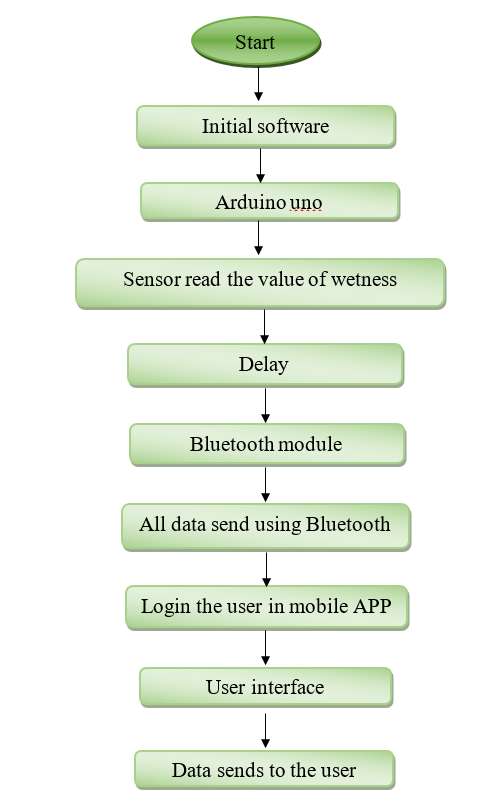 Start
Initial software
Arduino uno
Sensor read the value of wetness
Delay
Bluetooth module
All data send using Bluetooth
Login the user in mobile APP
User interface
Data sends to the user